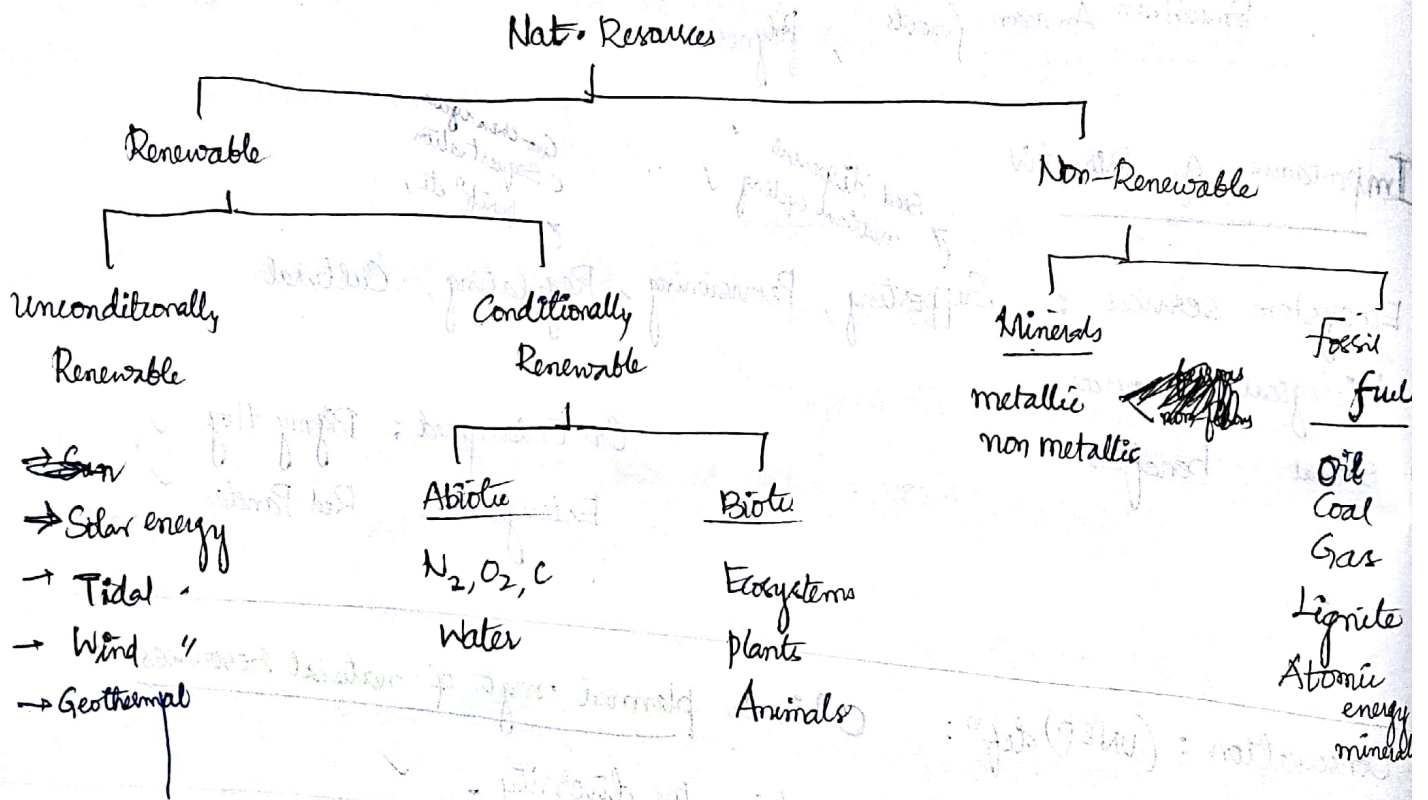 Nat. Resources
Renewable
Non-Renewable
Unconditionally
Renewable
Conditionally
Renewable
Minerals
metallic
non metallic
Fossil
fuel
Solar energy
Tidal "
Wind "
Geothermal
Abiotic
N₂, O₂, C
Water
Biotic
Ecosystems
plants
Animals
Oil
Coal
Gas
Lignite
Atomic
energy
mineral